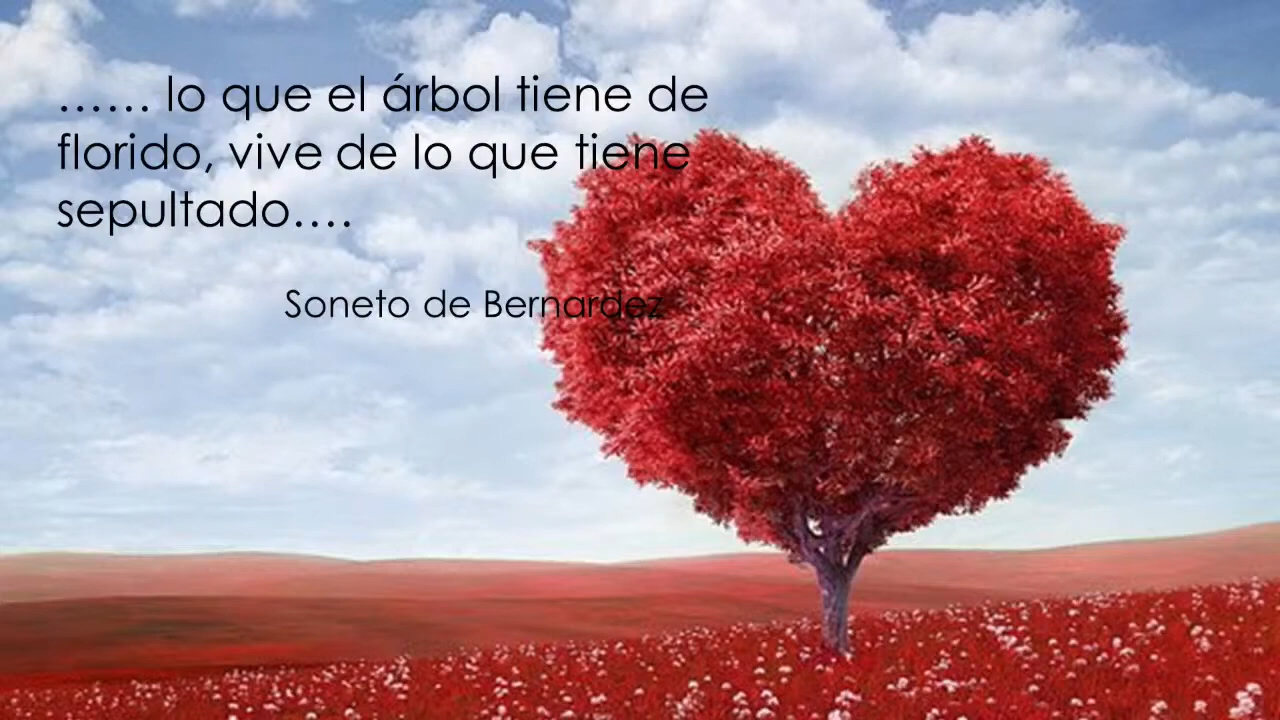 …… lo que el árbol tiene de
florido, vive de lo que tiene
sepultado….
Soneto de Bernardez